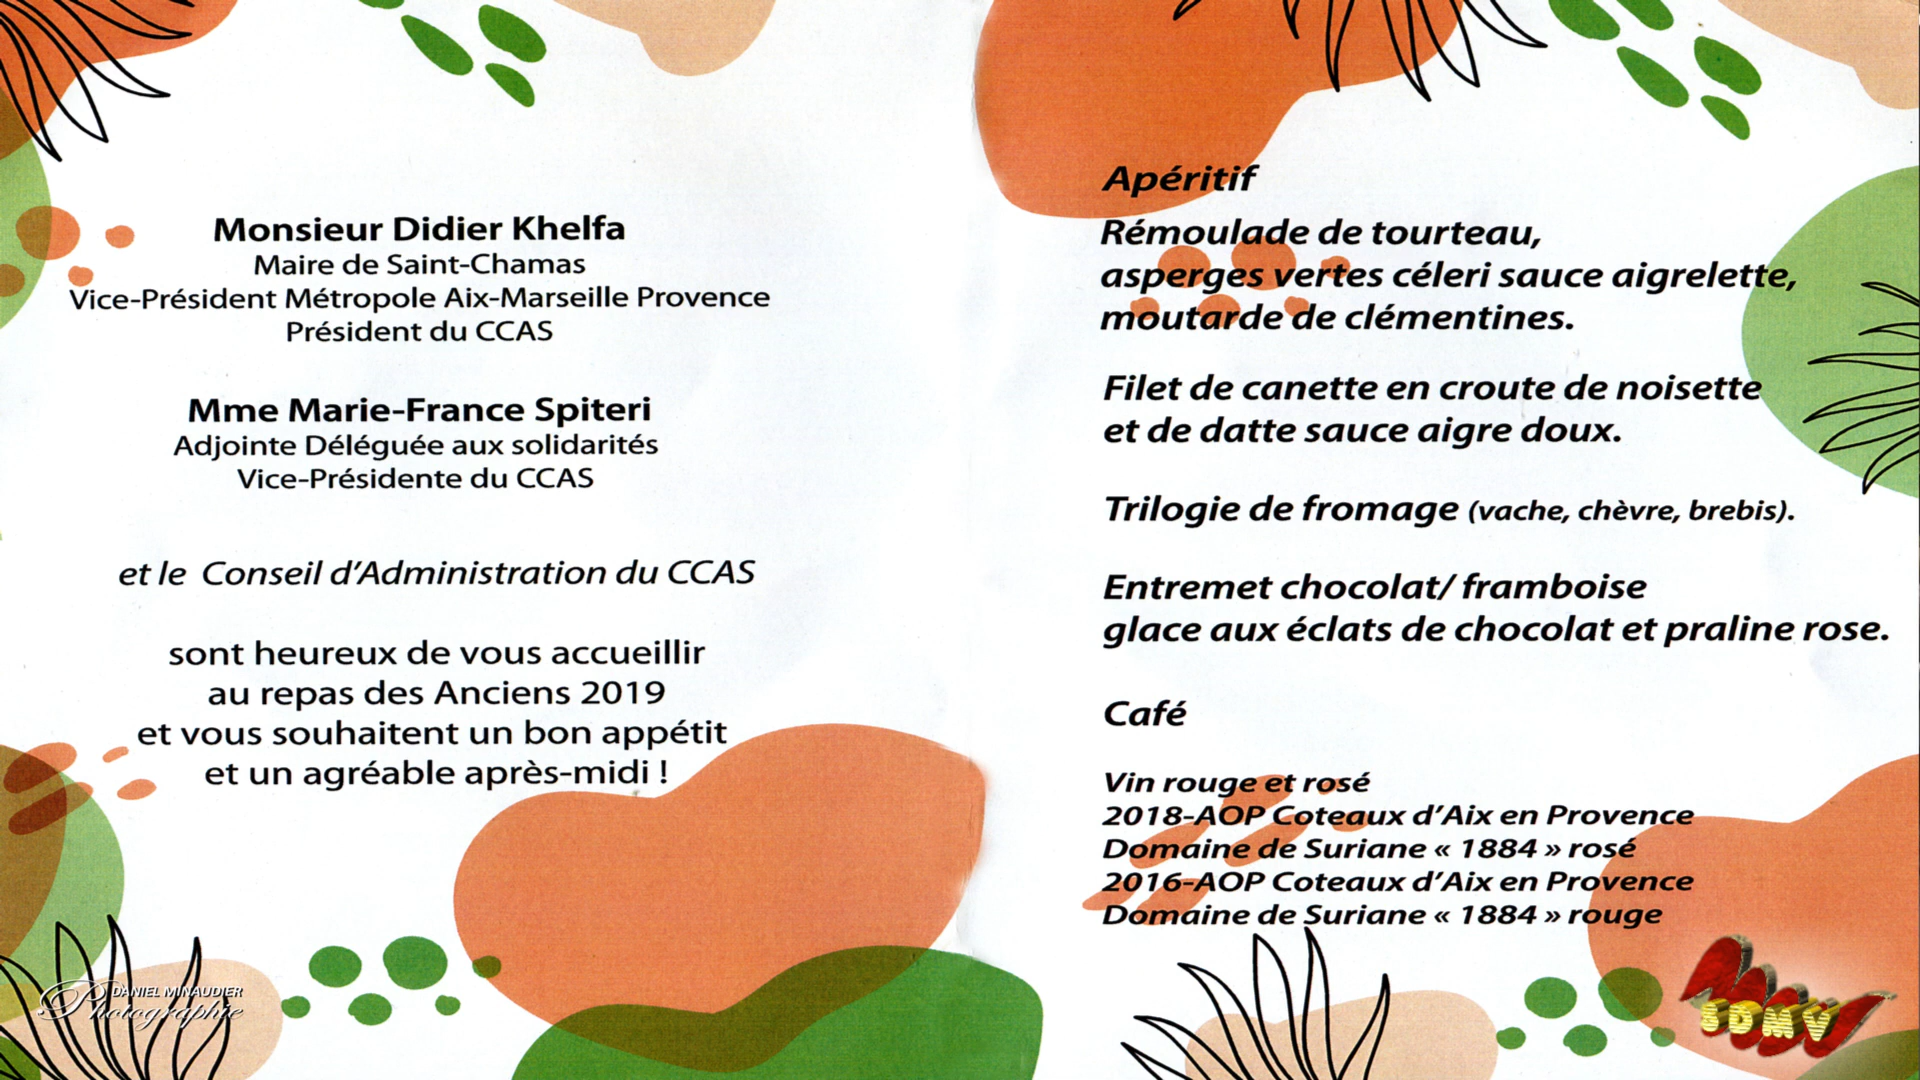 Monsieur Didier Khelfa
Maire de Saint-Chamas
Vice-Président Métropole Aix-Marseille Provence
Président du CCAS
Mme Marie-France Spiteri
Adjointe Déléguée aux solidarités
Vice-Présidente du CCAS
et le Conseil d'Administration du CCAS
sont heureux de vous accueillir
au repas des Anciens 2019
et vous souhaitent un bon appétit
et un agréable après-midi !
Apéritif
Rémoulade de tourteau,
asperges vertes céleri sauce aigrelette,
moutarde de clémentines.
Filet de canette en croute de noisette
et de datte sauce aigre doux.
Trilogie de fromage (vache, chèvre, brebis).
Entremet chocolat/ framboise
glace aux éclats de chocolat et praline rose.
Café
Vin rouge et rosé
2018-AOP Coteaux d'Aix en Provence
Domaine de Suriane « 1884 » rosé
2016-AOP Coteaux d'Aix en Provence
Domaine de Suriane « 1884 » rouge
DANIEL MINAUDIER
Photographie
SDMV